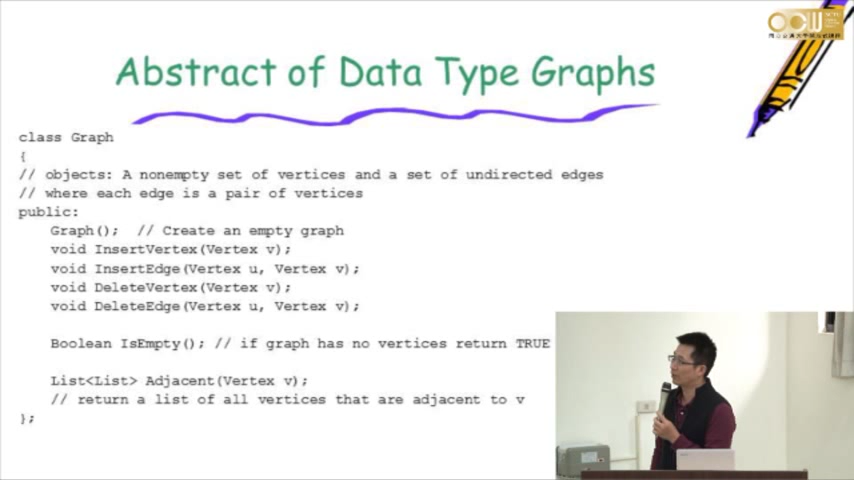 OCW
Abstract of Data Type Graphs
class Graph
{
// objects: A nonempty set of vertices and a set of undirected edges
// where each edge is a pair of vertices
public:
Graph();  // Create an empty graph
void InsertVertex(Vertex v);
void InsertEdge(Vertex u, Vertex v);
void DeleteVertex(Vertex v);
void DeleteEdge(Vertex u, Vertex v);
Boolean IsEmpty(); // if graph has no vertices return TRUE
List<List> Adjacent(Vertex v);
// return a list of all vertices that are adjacent to v
};